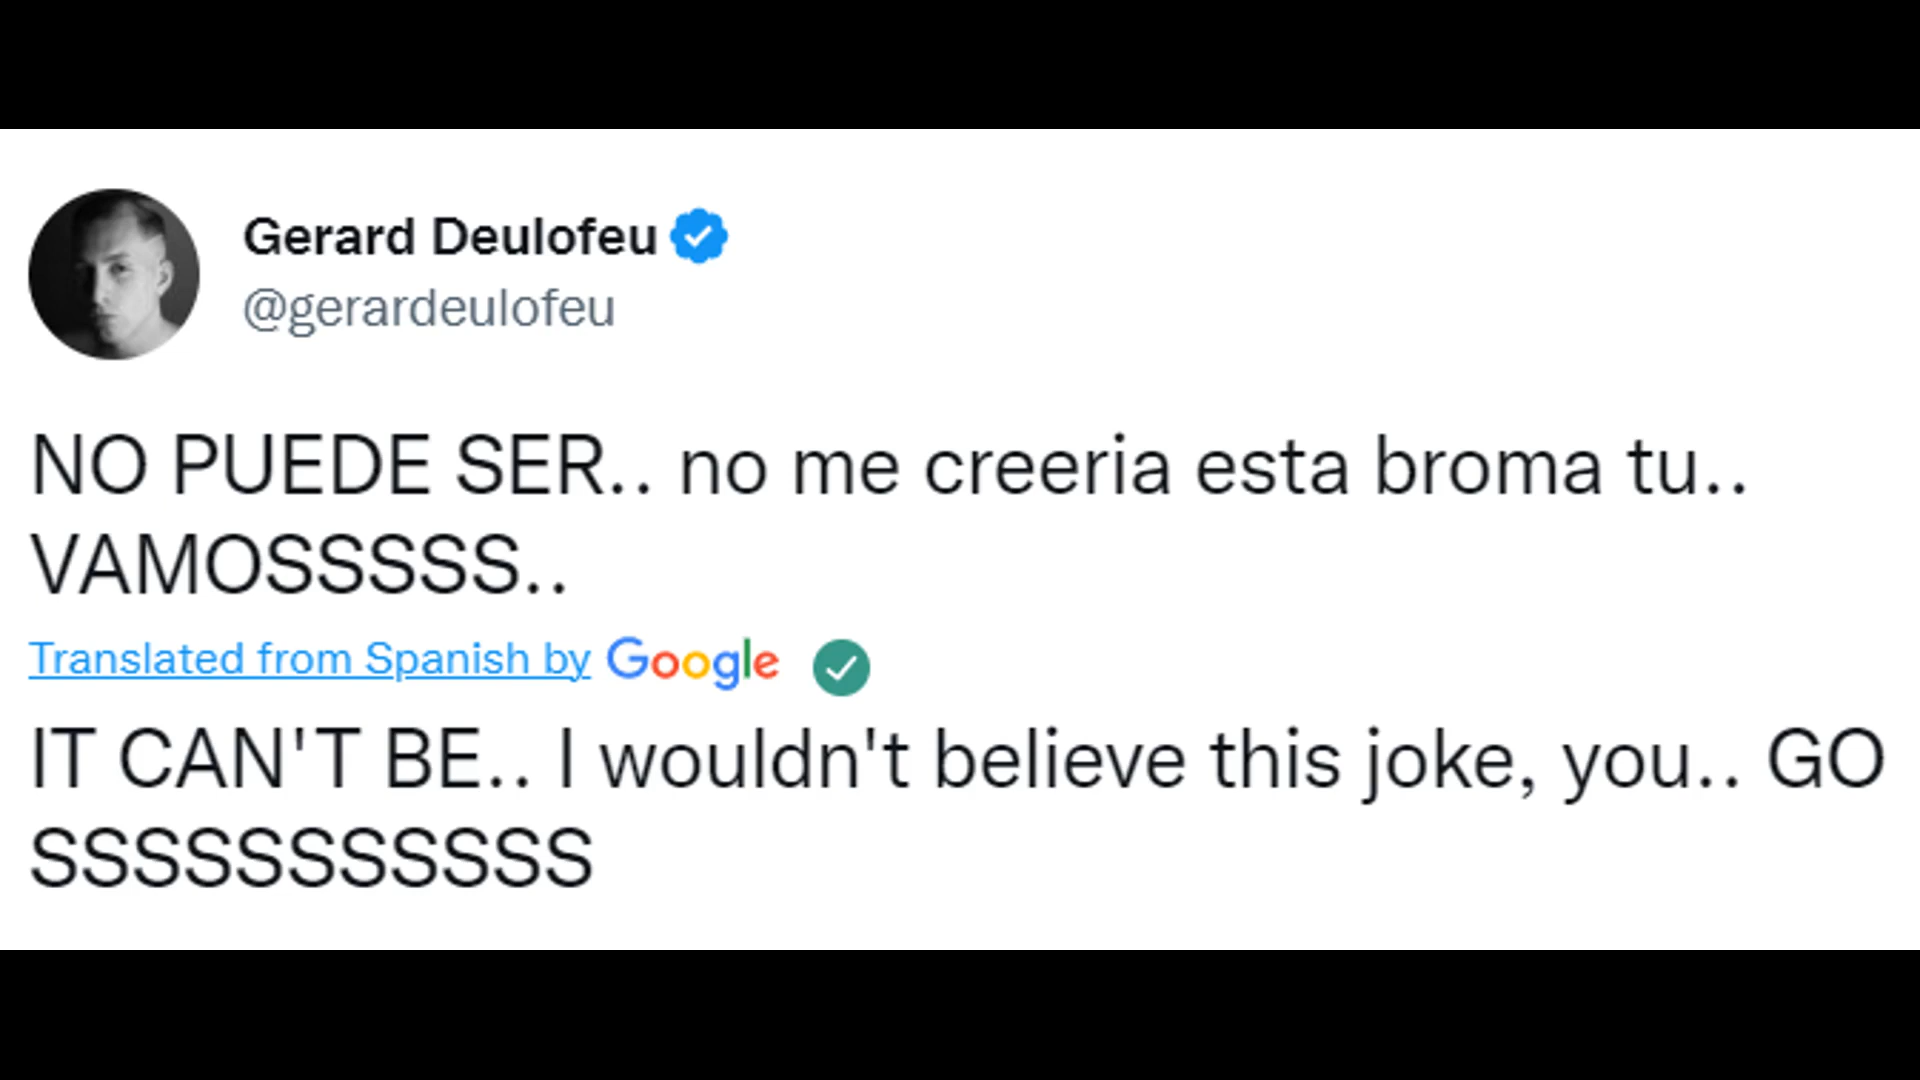 Gerard Deulofeu
@gerardeulofeu
NO PUEDE SER.. no me creeria esta broma tu..
VAMOSSSSS..
Translated from Spanish by Google
IT CAN'T BE.. I wouldn't believe this joke, you.. GO
SSSSSSSSSSS